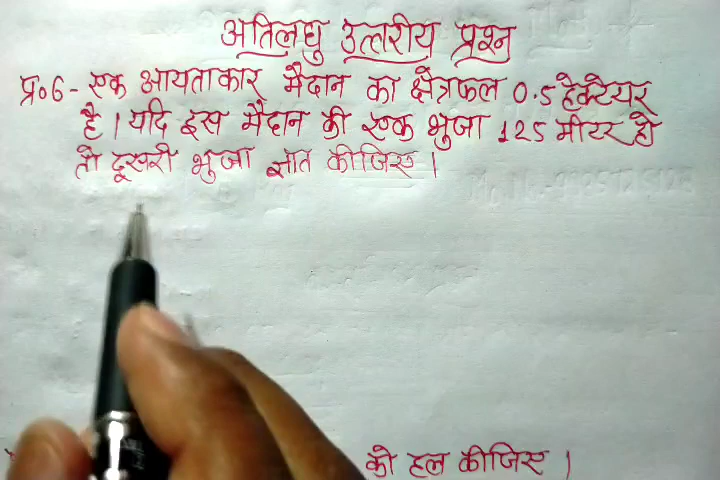 अतिलघु उत्तरीय प्रश्न
प्र०6- एक आयताकार मैदान का क्षेत्रफल 0.5 हेक्टेयर
है। यदि इस मैदान की एक भुजा 125 मीटर हो
तो दूसरी भुजा ज्ञात कीजिए।
को हल कीजिए।